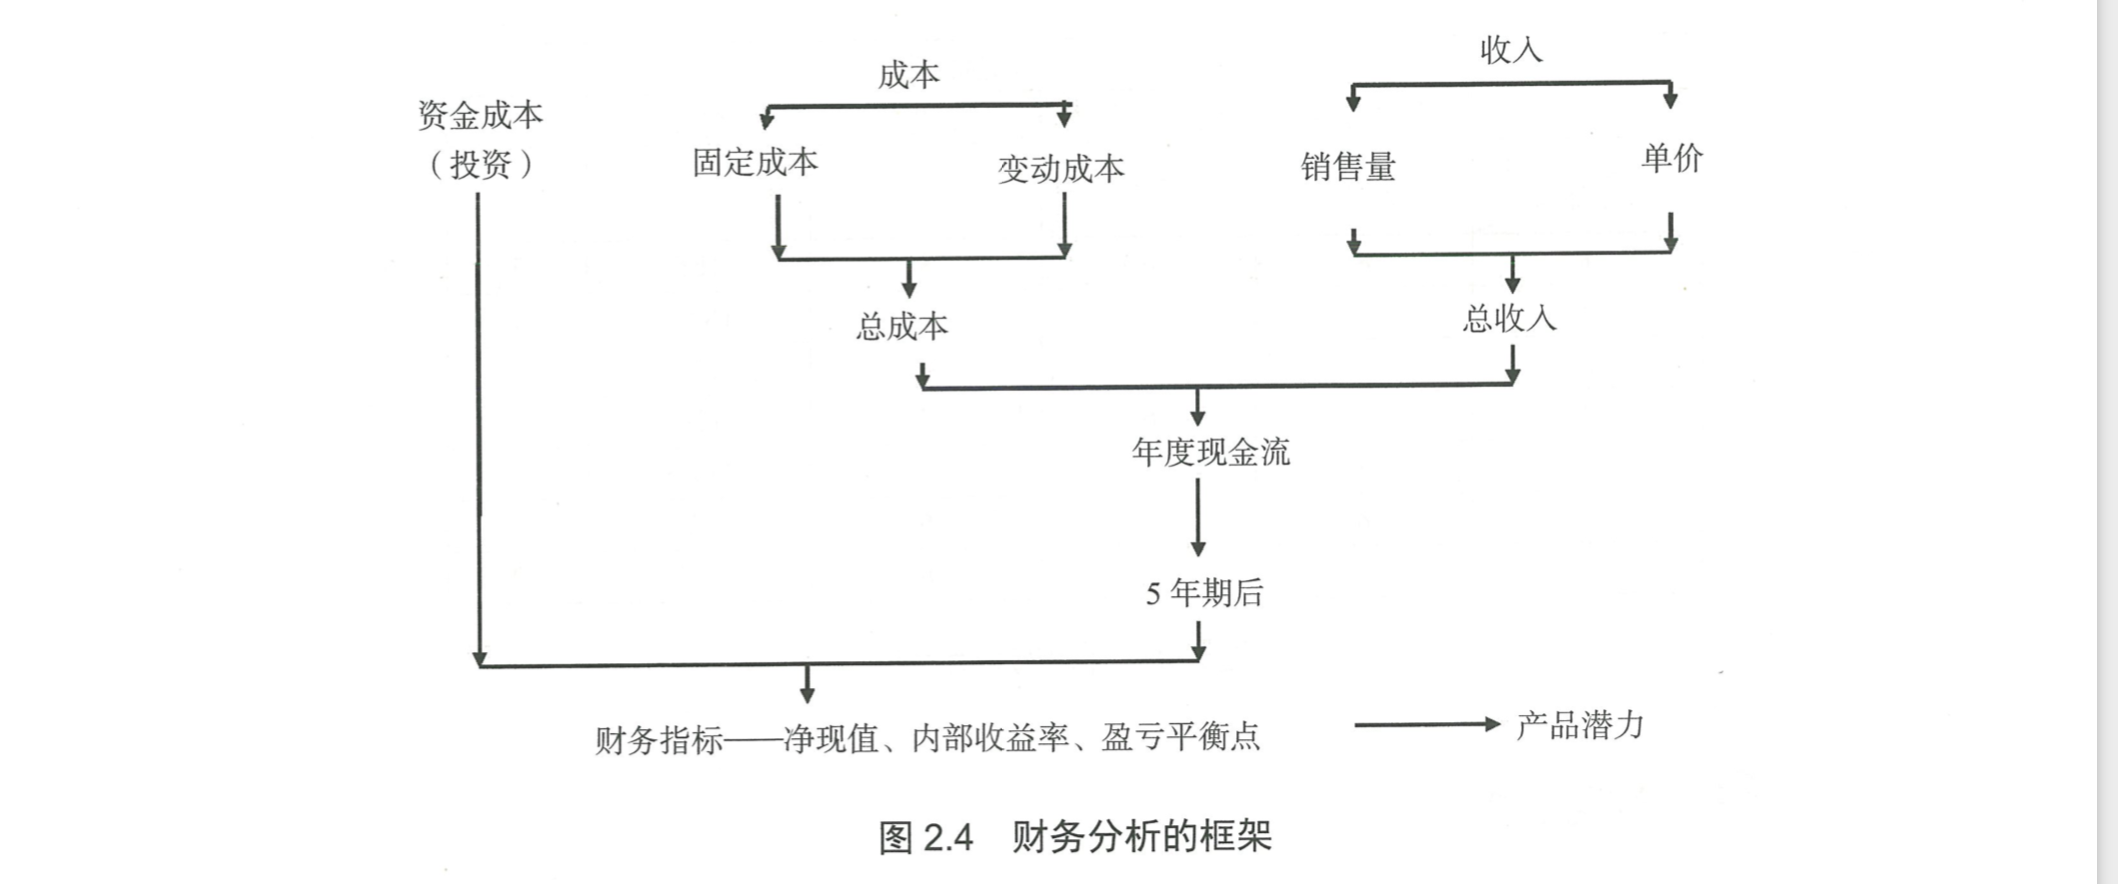 收入
成本
资金成本
（投资）
固定成本
变动成本
销售量
单价
总成本
总收入
年度现金流
5 年期后
财务指标——净现值、内部收益率、盈亏平衡点
产品潜力
图 2.4 财务分析的框架